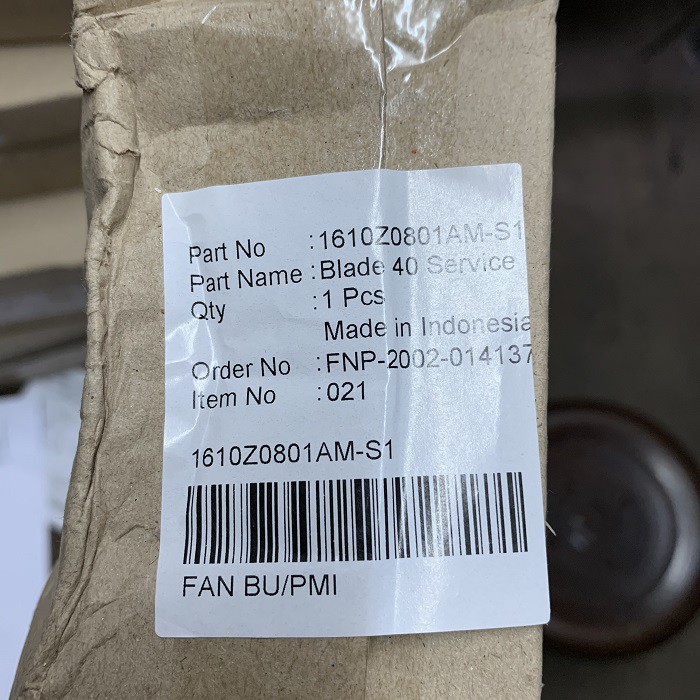 Part No :1610Z0801AM-S1
Part Name :Blade 40 Service
Qty :1 Pcs
Made in Indonesia
Order No :FNP-2002-014137
Item No :021
1610Z0801AM-S1
FAN BU/PMI